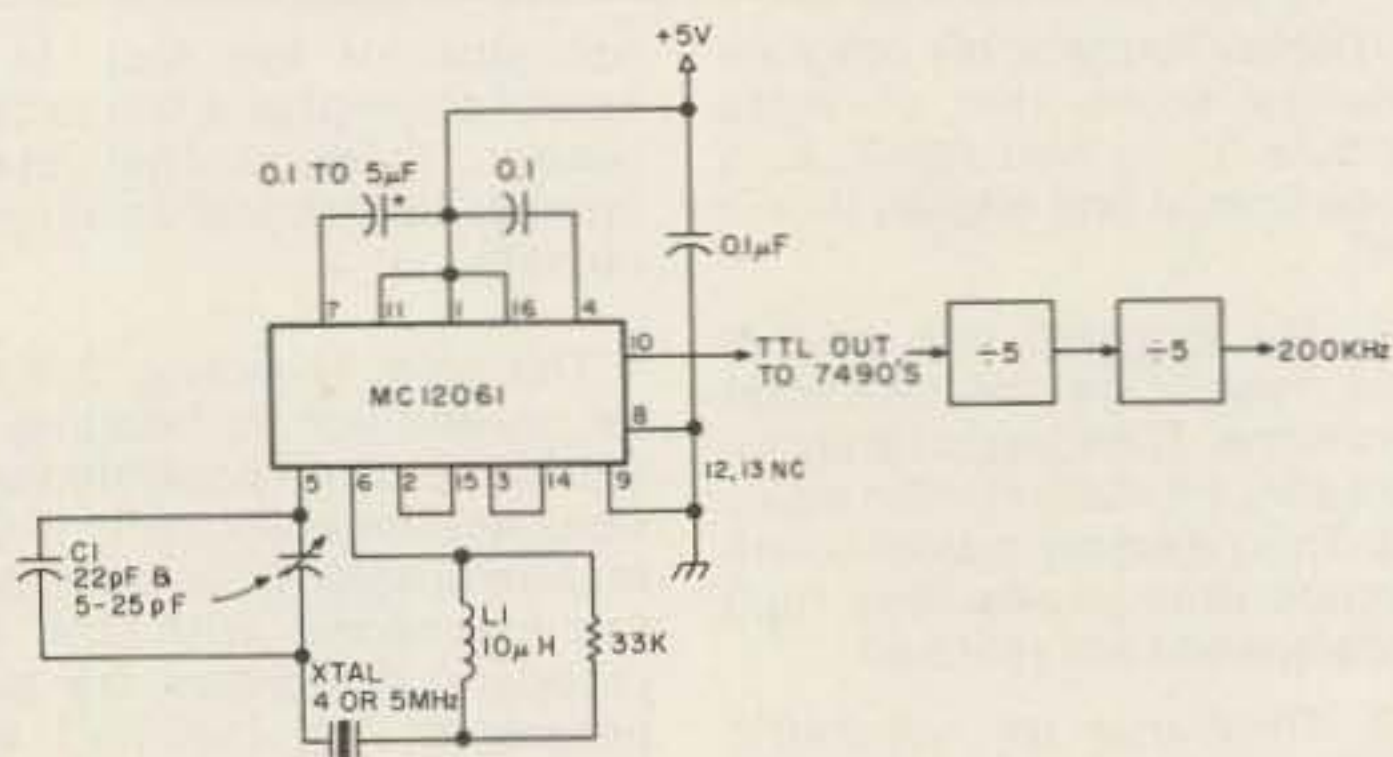 +5V
0.1 TO 5µF
*
0.1
0.1µF
7
11
1
16
4
10
TTL OUT
TO 7490'S
÷5
÷5
200KHz
MC12061
8
12,13 NC
5
6
2
15
3
14
9
C1
22pF &
5-25pF
L1
10µH
33K
XTAL
4 OR 5MHz